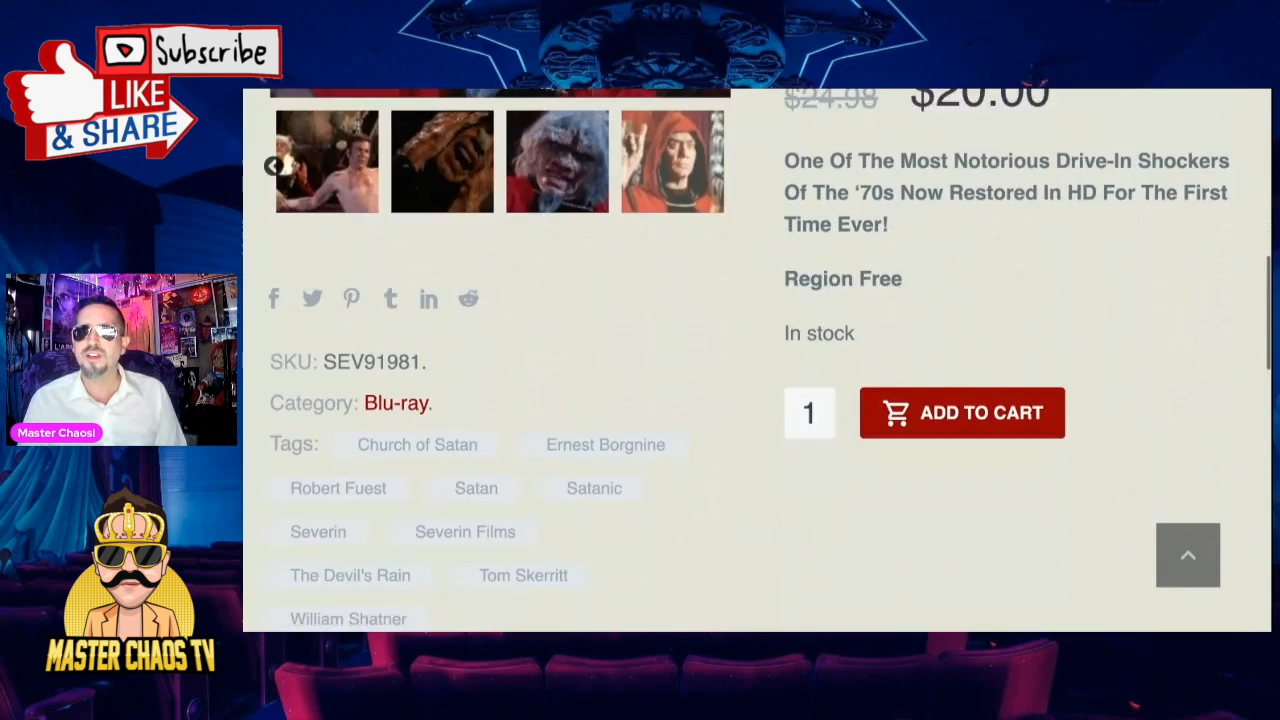 Subscribe
LIKE
& SHARE
$24.98 $20.00
One Of The Most Notorious Drive-In Shockers
Of The ‘70s Now Restored In HD For The First
Time Ever!
Region Free
In stock
1
ADD TO CART
SKU: SEV91981.
Category: Blu-ray.
Tags: Church of Satan Ernest Borgnine
Robert Fuest Satan Satanic
Severin Severin Films
The Devil's Rain Tom Skerritt
William Shatner
Master Chaos!
MASTER CHAOS TV